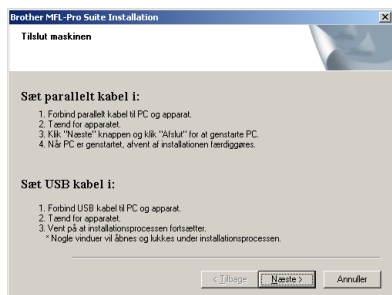 Brother MFL-Pro Suite Installation
Tilslut maskinen
Sæt parallelt kabel i:
1. Forbind parallelt kabel til PC og apparat.
2. Tænd for apparatet.
3. Klik "Næste" knappen og klik "Afslut" for at genstarte PC.
4. Når PC er genstartet, afvent af installationen færdiggøres.
Sæt USB kabel i:
1. Forbind USB kabel til PC og apparat.
2. Tænd for apparatet.
3. Vent på at installationsprocessen fortsætter.
* Nogle vinduer vil åbnes og lukkes under installationsprocessen.
< Tilbage Næste > Annuller